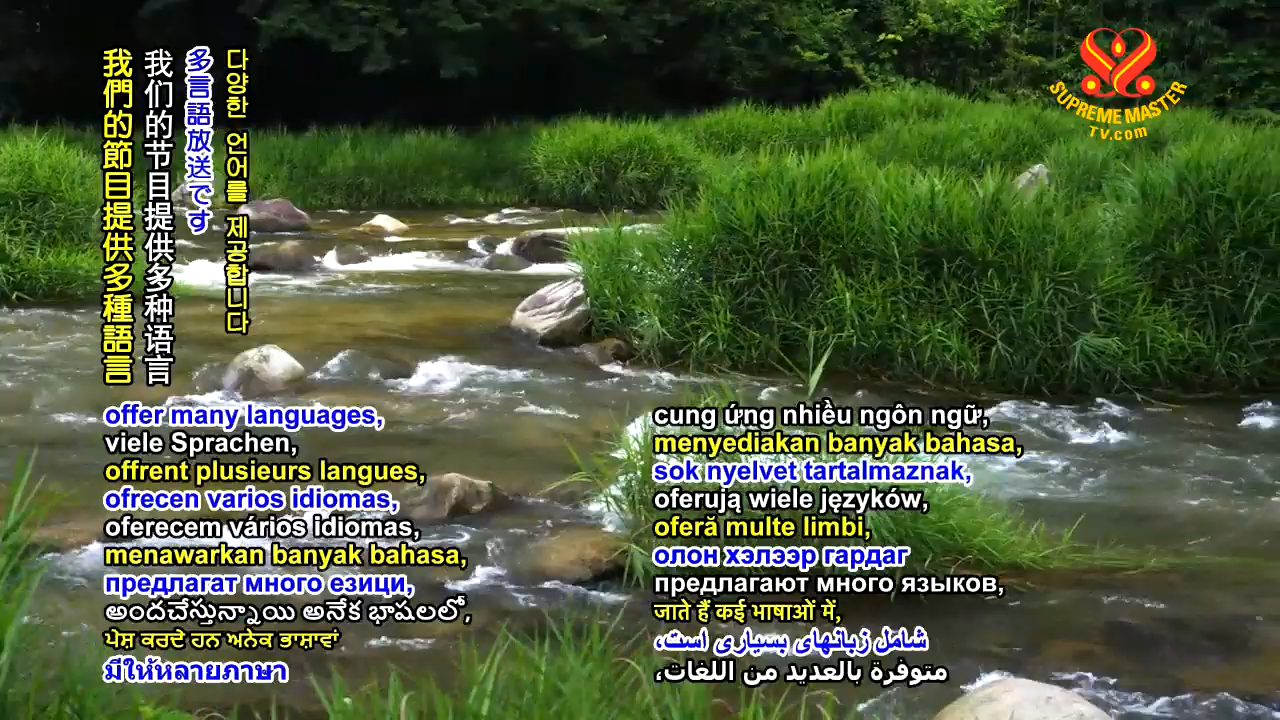 我們的節目提供多種語言
我们的节目提供多种语言
多言語放送です
다양한 언어를 제공합니다
SUPREME MASTER
TV.com
offer many languages,
viele Sprachen,
offrent plusieurs langues,
ofrecen varios idiomas,
oferecem vários idiomas,
menawarkan banyak bahasa,
предлагат много езици,
అందచేస్తున్నాయి అనేక భాషలలో,
ਪੇਸ਼ ਕਰਦੇ ਹਨ ਅਨੇਕ ਭਾਸ਼ਾਵਾਂ
มีให้หลายภาษา
cung ứng nhiều ngôn ngữ,
menyediakan banyak bahasa,
sok nyelvet tartalmaznak,
oferują wiele języków,
oferă multe limbi,
олон хэлээр гардаг
предлагают много языков,
जाते हैं कई भाषाओं में,
شامل زبانهای بسیاری است،
متوفرة بالعديد من اللغات،